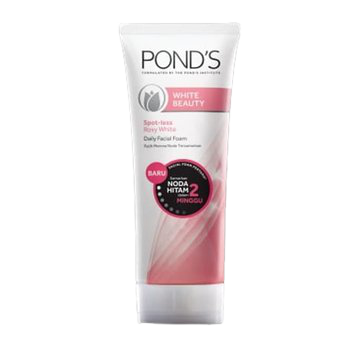 POND'S
FORMULATED BY THE POND'S INSTITUTE
WHITE
BEAUTY
Spot-less
Rosy White
Daily Facial Foam
BARU
NODA
HITAM
2
MINGGU